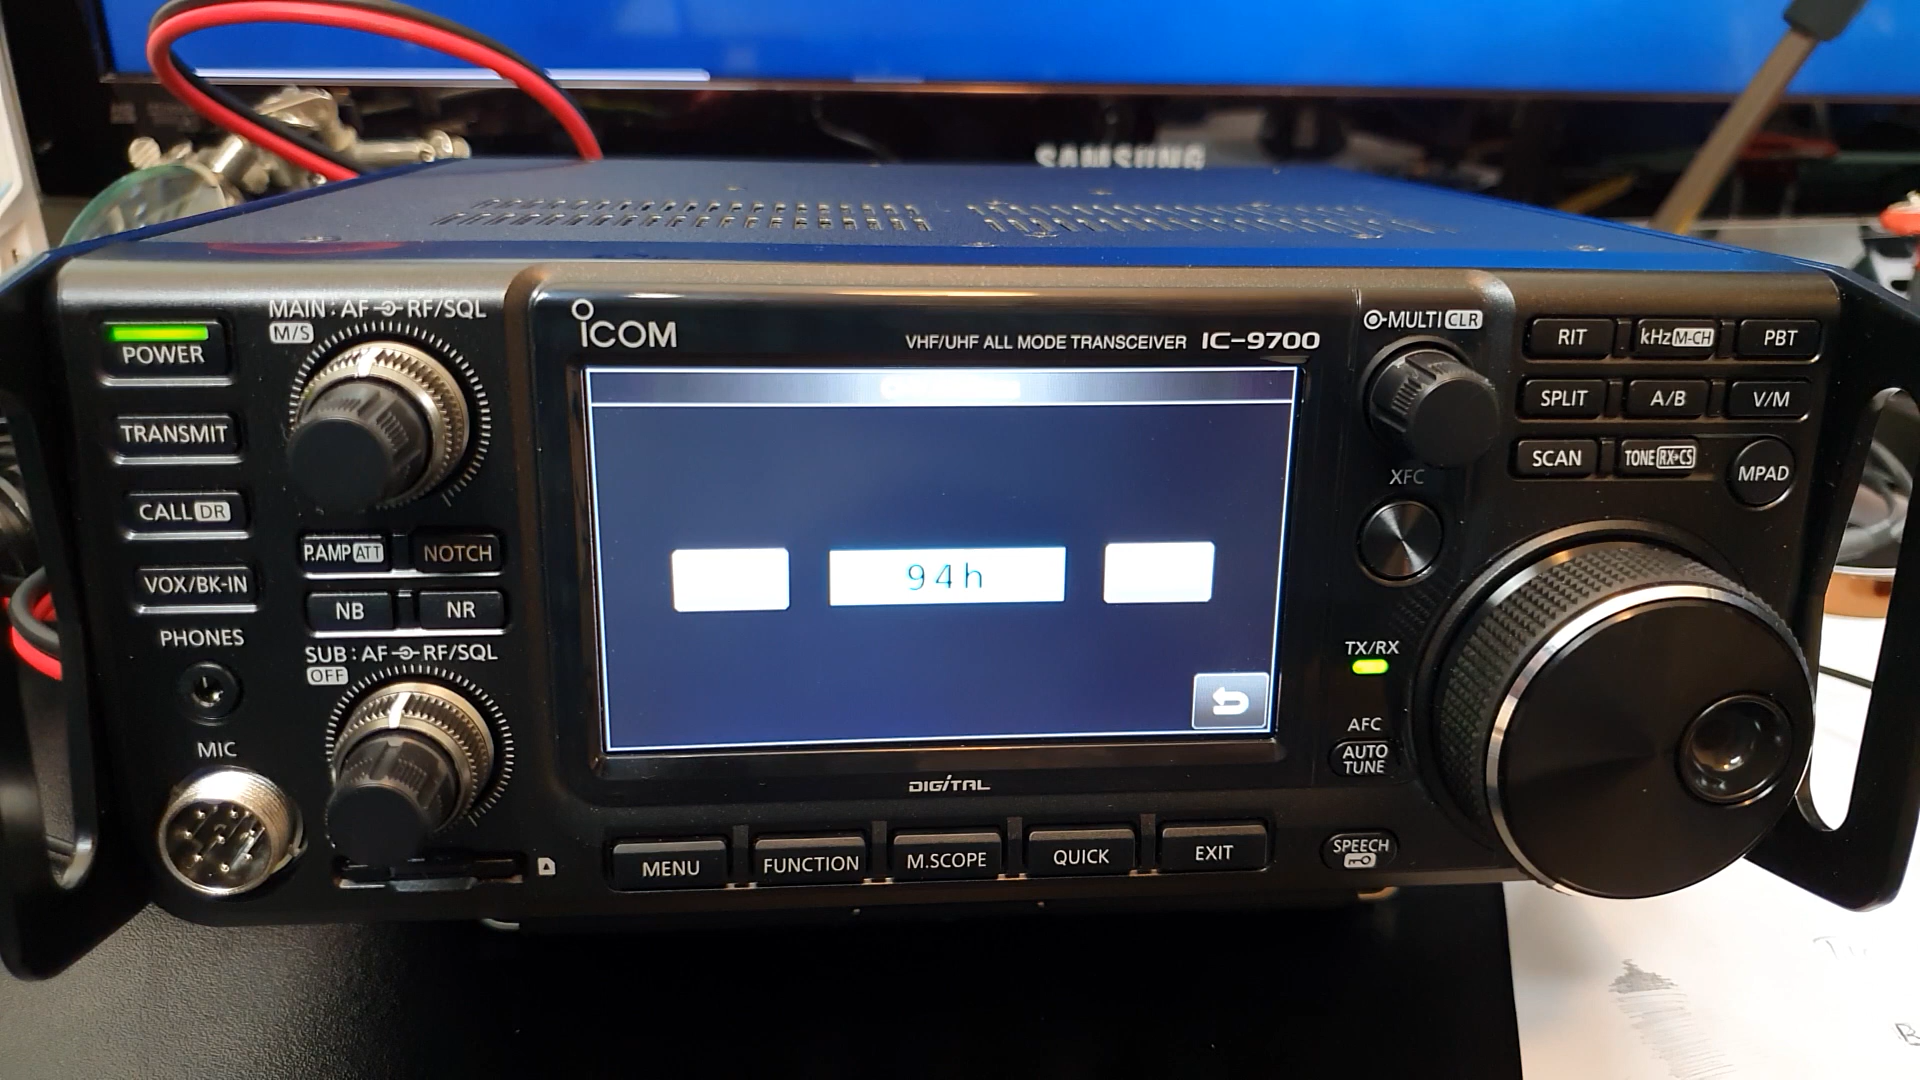 SAMSUNG
MAIN : AF RF/SQL
M/S
POWER
TRANSMIT
CALL DR
VOX/BK-IN
P.AMP ATT
NOTCH
NB
NR
PHONES
SUB : AF RF/SQL
OFF
MIC
ICOM
VHF/UHF ALL MODE TRANSCEIVER IC-9700
94h
DIGITAL
MENU
FUNCTION
M.SCOPE
QUICK
EXIT
MULTI CLR
RIT
kHz M-CH
PBT
SPLIT
A/B
V/M
SCAN
TONE RX→CS
MPAD
XFC
TX/RX
AFC
AUTO
TUNE
SPEECH